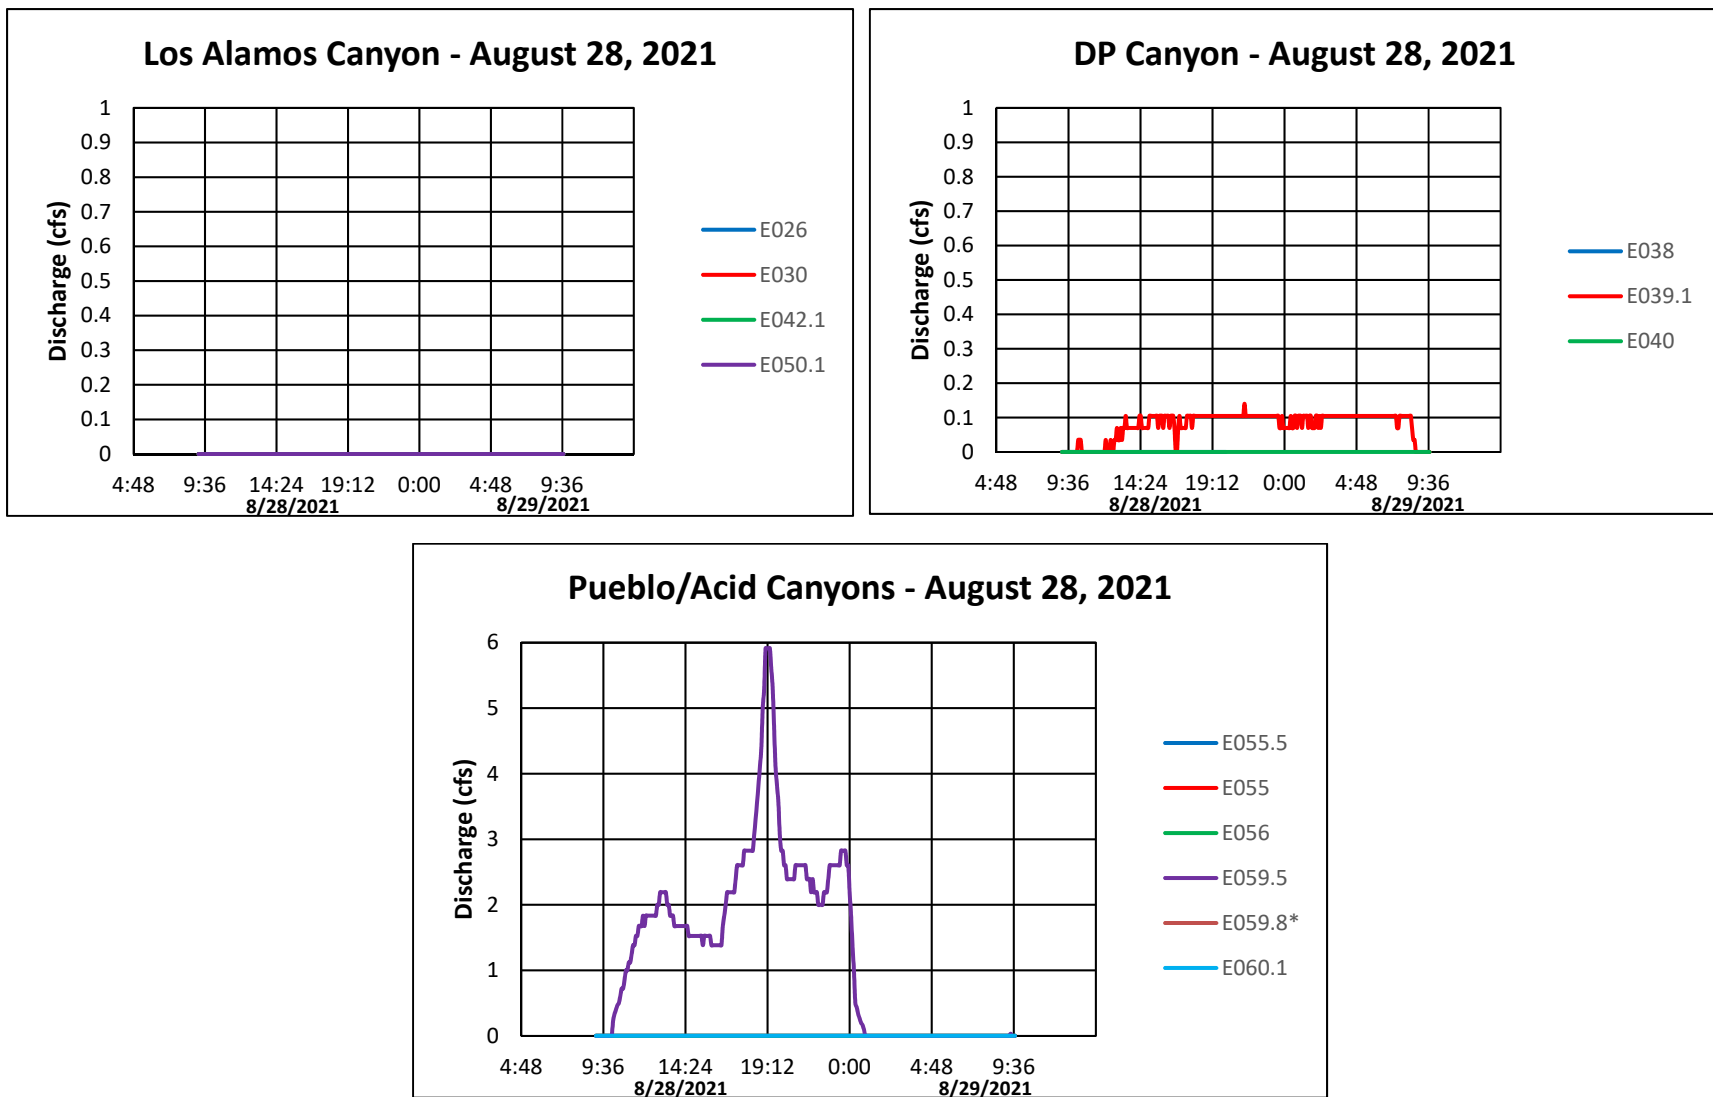 Los Alamos Canyon - August 28, 2021
1
0.9
0.8
0.7
0.6
0.5
0.4
0.3
0.2
0.1
0
Discharge (cfs)
4:48 9:36 14:24 19:12 0:00 4:48 9:36
8/28/2021 8/29/2021
E026
E030
E042.1
E050.1
DP Canyon - August 28, 2021
1
0.9
0.8
0.7
0.6
0.5
0.4
0.3
0.2
0.1
0
Discharge (cfs)
4:48 9:36 14:24 19:12 0:00 4:48 9:36
8/28/2021 8/29/2021
E038
E039.1
E040
Pueblo/Acid Canyons - August 28, 2021
6
5
4
3
2
1
0
Discharge (cfs)
4:48 9:36 14:24 19:12 0:00 4:48 9:36
8/28/2021 8/29/2021
E055.5
E055
E056
E059.5
E059.8*
E060.1